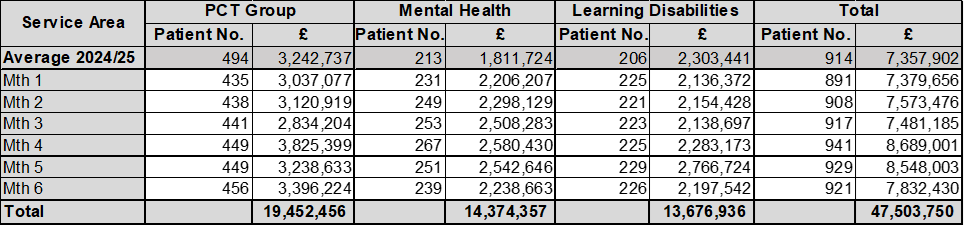 Service Area PCT Group Mental Health Learning Disabilities Total
Patient No. £ Patient No. £ Patient No. £ Patient No. £
Average 2024/25 494 3,242,737 213 1,811,724 206 2,303,441 914 7,357,902
Mth 1 435 3,037,077 231 2,206,207 225 2,136,372 891 7,379,656
Mth 2 438 3,120,919 249 2,298,129 221 2,154,428 908 7,573,476
Mth 3 441 2,834,204 253 2,508,283 223 2,138,697 917 7,481,185
Mth 4 449 3,825,399 267 2,580,430 225 2,283,173 941 8,689,001
Mth 5 449 3,238,633 251 2,542,646 229 2,766,724 929 8,548,003
Mth 6 456 3,396,224 239 2,238,663 226 2,197,542 921 7,832,430
Total 19,452,456 14,374,357 13,676,936 47,503,750